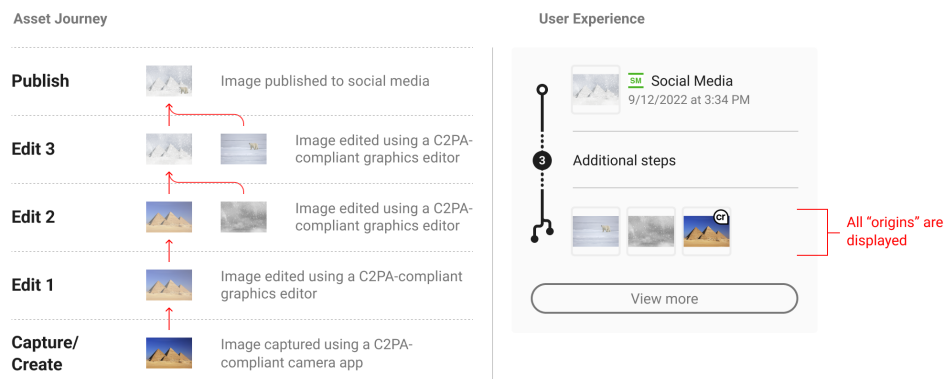 Asset Journey
User Experience
Publish
Image published to social media
Edit 3
Image edited using a C2PA-
compliant graphics editor
Edit 2
Image edited using a C2PA-
compliant graphics editor
Edit 1
Image edited using a C2PA-compliant
graphics editor
Capture/
Create
Image captured using a C2PA-
compliant camera app
SM Social Media
9/12/2022 at 3:34 PM
3 Additional steps
cr
All “origins” are
displayed
View more